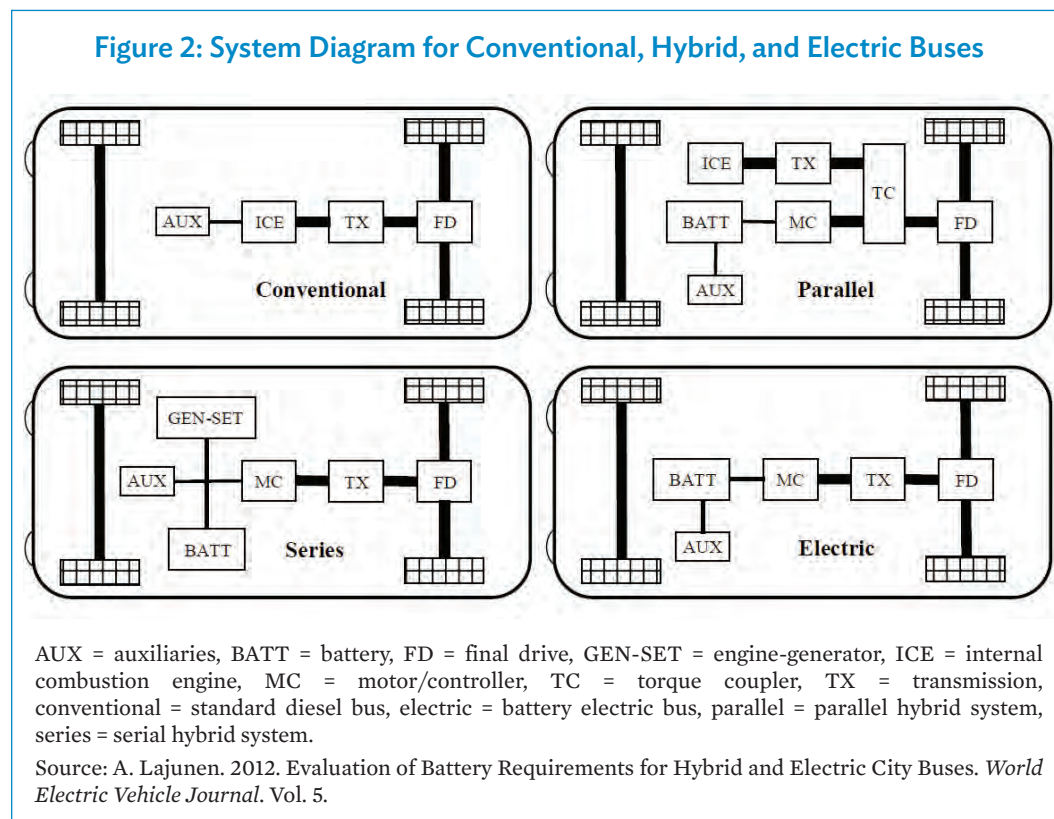 Figure 2: System Diagram for Conventional, Hybrid, and Electric Buses
AUX
ICE
TX
FD
Conventional
ICE
TX
TC
BATT
MC
FD
AUX
Parallel
GEN-SET
AUX
MC
TX
FD
BATT
Series
BATT
MC
TX
FD
AUX
Electric
AUX = auxiliaries, BATT = battery, FD = final drive, GEN-SET = engine-generator, ICE = internal
combustion engine, MC = motor/controller, TC = torque coupler, TX = transmission,
conventional = standard diesel bus, electric = battery electric bus, parallel = parallel hybrid system,
series = serial hybrid system.
Source: A. Lajunen. 2012. Evaluation of Battery Requirements for Hybrid and Electric City Buses. World
Electric Vehicle Journal. Vol. 5.